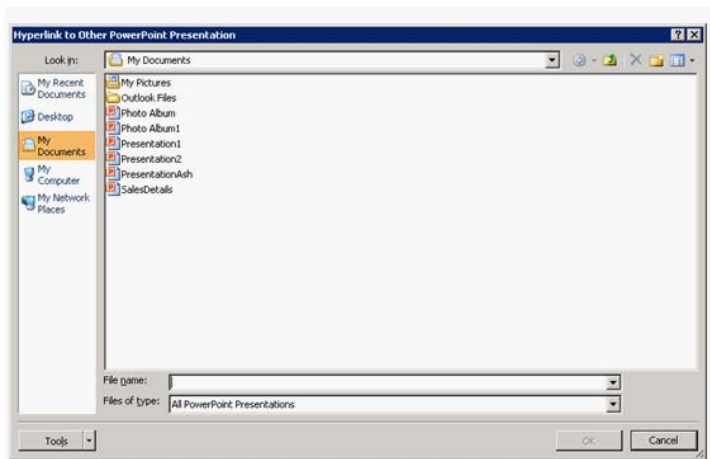 Hyperlink to Other PowerPoint Presentation
Look in:
My Documents
My Recent
Documents
Desktop
My
Documents
My
Computer
My Network
Places
My Pictures
Outlook Files
Photo Album
Photo Album1
Presentation1
Presentation2
PresentationAsh
SalesDetails
File name:
Files of type:
All PowerPoint Presentations
Tools
OK
Cancel